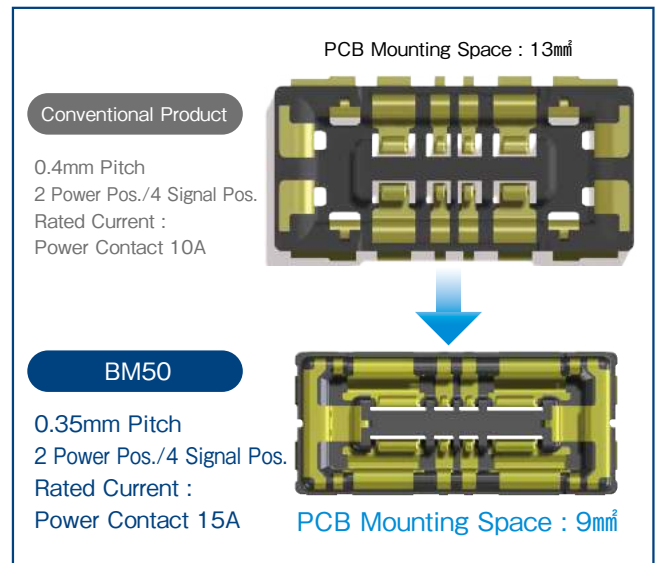 PCB Mounting Space : 13㎟
Conventional Product
0.4mm Pitch
2 Power Pos./4 Signal Pos.
Rated Current :
Power Contact 10A
BM50
0.35mm Pitch
2 Power Pos./4 Signal Pos.
Rated Current :
Power Contact 15A
PCB Mounting Space : 9㎟